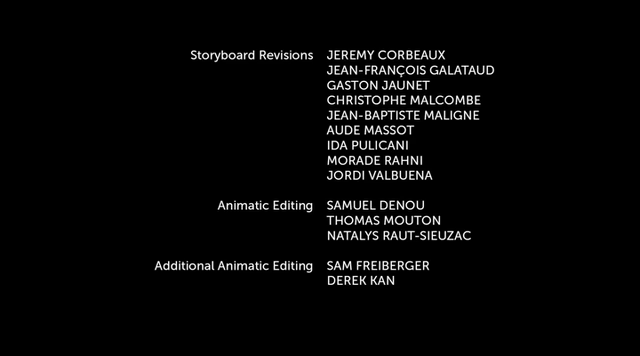 Storyboard Revisions JEREMY CORBEAUX
JEAN-FRANÇOIS GALATAUD
GASTON JAUNET
CHRISTOPHE MALCOMBE
JEAN-BAPTISTE MALIGNE
AUDE MASSOT
IDA PULICANI
MORADE RAHNI
JORDI VALBUENA
Animatic Editing SAMUEL DENOU
THOMAS MOUTON
NATALYS RAUT-SIEUZAC
Additional Animatic Editing SAM FREIBERGER
DEREK KAN